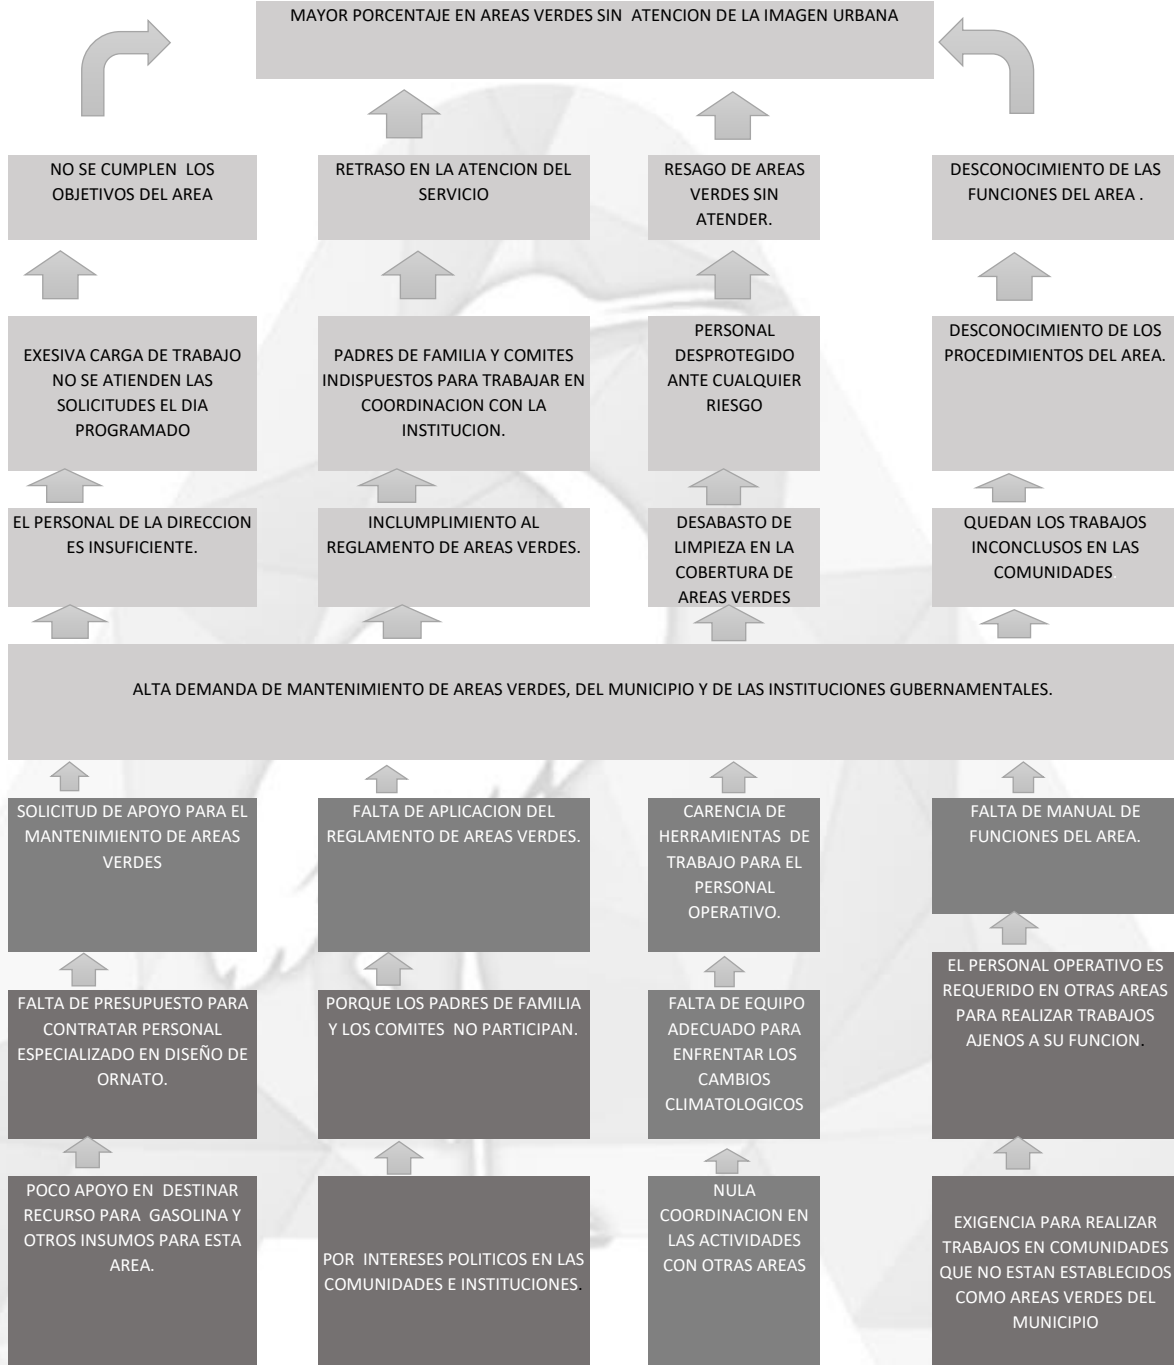 MAYOR PORCENTAJE EN AREAS VERDES SIN ATENCION DE LA IMAGEN URBANA
NO SE CUMPLEN LOS
OBJETIVOS DEL AREA
RETRASO EN LA ATENCION DEL
SERVICIO
RESAGO DE AREAS
VERDES SIN
ATENDER.
DESCONOCIMIENTO DE LAS
FUNCIONES DEL AREA .
EXESIVA CARGA DE TRABAJO
NO SE ATIENDEN LAS
SOLICITUDES EL DIA
PROGRAMADO
PADRES DE FAMILIA Y COMITES
INDISPUESTOS PARA TRABAJAR EN
COORDINACION CON LA
INSTITUCION.
PERSONAL
DESPROTEGIDO
ANTE CUALQUIER
RIESGO
DESCONOCIMIENTO DE LOS
PROCEDIMIENTOS DEL AREA.
EL PERSONAL DE LA DIRECCION
ES INSUFICIENTE.
INCLUMPLIMIENTO AL
REGLAMENTO DE AREAS VERDES.
DESABASTO DE
LIMPIEZA EN LA
COBERTURA DE
AREAS VERDES
QUEDAN LOS TRABAJOS
INCONCLUSOS EN LAS
COMUNIDADES
ALTA DEMANDA DE MANTENIMIENTO DE AREAS VERDES, DEL MUNICIPIO Y DE LAS INSTITUCIONES GUBERNAMENTALES.
SOLICITUD DE APOYO PARA EL
MANTENIMIENTO DE AREAS
VERDES
FALTA DE APLICACION DEL
REGLAMENTO DE AREAS VERDES.
CARENCIA DE
HERRAMIENTAS DE
TRABAJO PARA EL
PERSONAL
OPERATIVO.
FALTA DE MANUAL DE
FUNCIONES DEL AREA.
FALTA DE PRESUPUESTO PARA
CONTRATAR PERSONAL
ESPECIALIZADO EN DISEÑO DE
ORNATO.
PORQUE LOS PADRES DE FAMILIA
Y LOS COMITES NO PARTICIPAN.
FALTA DE EQUIPO
ADECUADO PARA
ENFRENTAR LOS
CAMBIOS
CLIMATOLOGICOS
EL PERSONAL OPERATIVO ES
REQUERIDO EN OTRAS AREAS
PARA REALIZAR TRABAJOS
AJENOS A SU FUNCION.
POCO APOYO EN DESTINAR
RECURSO PARA GASOLINA Y
OTROS INSUMOS PARA ESTA
AREA.
POR INTERESES POLITICOS EN LAS
COMUNIDADES E INSTITUCIONES.
NULA
COORDINACION EN
LAS ACTIVIDADES
CON OTRAS AREAS
EXIGENCIA PARA REALIZAR
TRABAJOS EN COMUNIDADES
QUE NO ESTAN ESTABLECIDOS
COMO AREAS VERDES DEL
MUNICIPIO